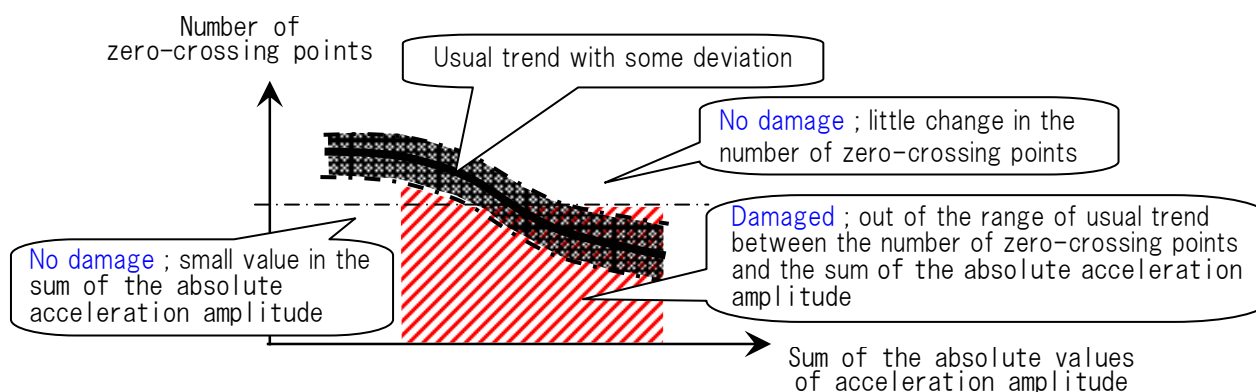 Number of
zero-crossing points
Usual trend with some deviation
No damage ; little change in the
number of zero-crossing points
Damaged ; out of the range of usual trend
between the number of zero-crossing points
and the sum of the absolute acceleration
amplitude
No damage ; small value in the
sum of the absolute
acceleration amplitude
Sum of the absolute values
of acceleration amplitude